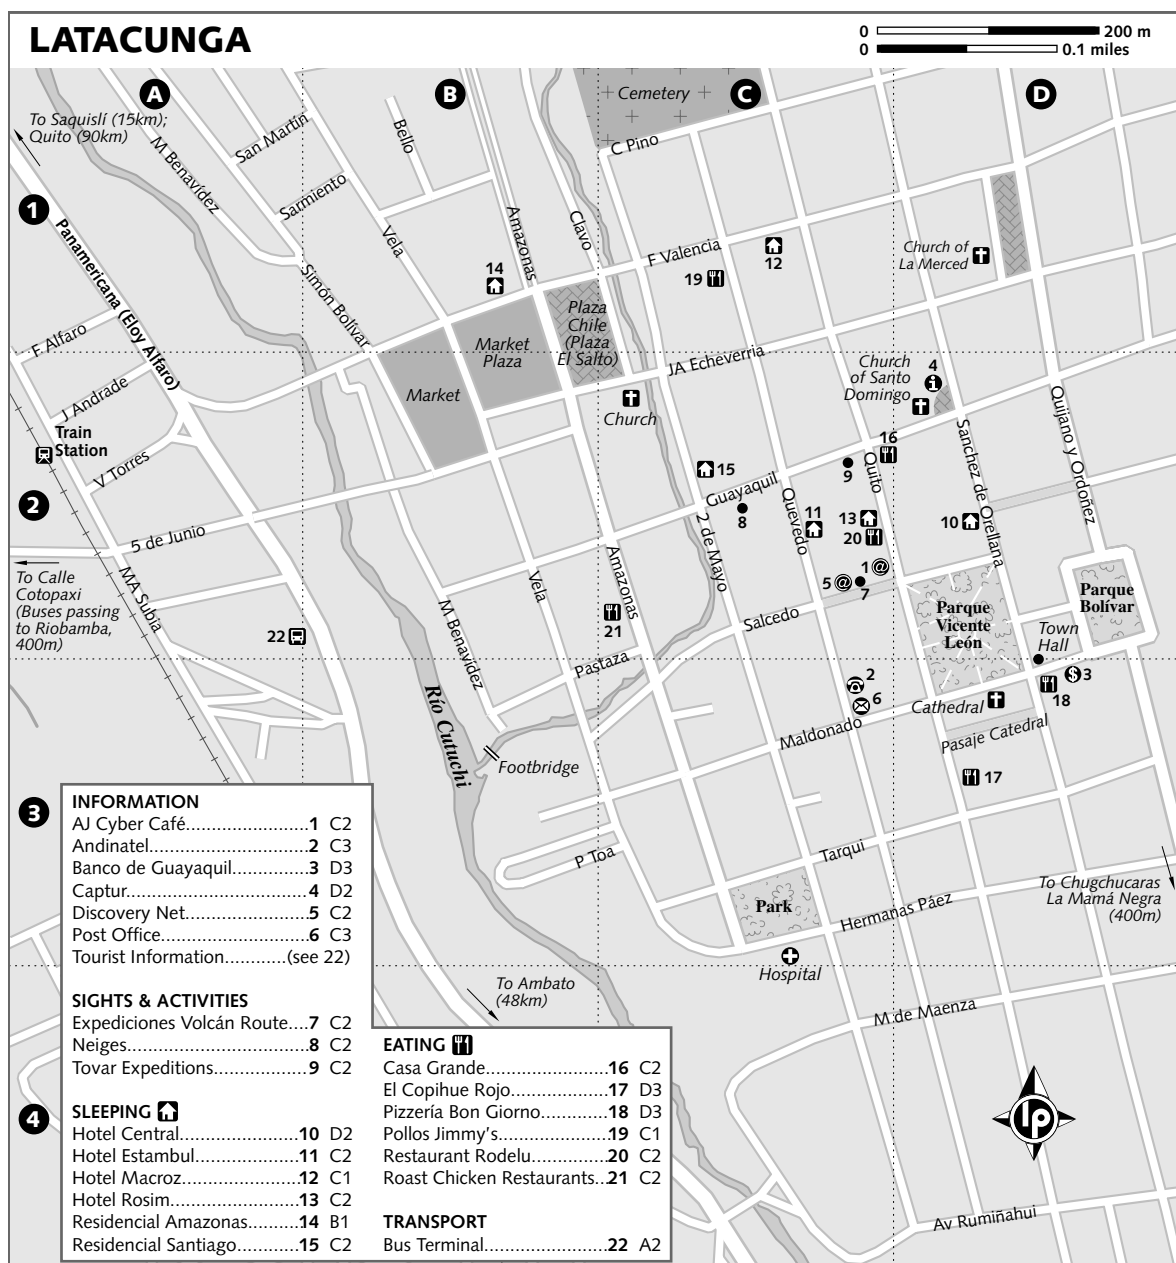 LATACUNGA
0 200 m
0 0.1 miles
A
B
C
D
1
2
3
4
To Saquislí (15km);
Quito (90km)
M Benavídez
San Martín
Sarmiento
Bello
Vela
Amazonas
Clavo
Cemetery
C Pino
F Valencia
12
19
14
Church of
La Merced
Panamericana (Eloy Alfaro)
Simón Bolívar
F Alfaro
J Andrade
V Torres
Train
Station
Market
Market
Plaza
Plaza
Chile
(Plaza
El Salto)
JA Echeverria
Church
Church
of Santo
Domingo
4
16
9
15
Guayaquil
8
Quito
Quevedo
11
13
20
10
Sanchez de Orellana
Quijano y Ordoñez
2 de Mayo
1
5
7
5 de Junio
To Calle
Cotopaxi
(Buses passing
to Riobamba,
400m)
MA Subia
22
M Benavídez
Vela
Amazonas
21
Salcedo
Pastaza
Parque
Vicente
León
Parque
Bolívar
Town
Hall
3
18
2
6
Cathedral
Maldonado
Pasaje Catedral
17
Río Cutuchi
Footbridge
P Toa
Tarqui
Park
Hermanas Páez
Hospital
To Chugchucaras
La Mamá Negra
(400m)
To Ambato
(48km)
M de Maenza
Av Rumiñahui
lp
INFORMATION
AJ Cyber Café........................1 C2
Andinatel................................2 C3
Banco de Guayaquil...............3 D3
Captur....................................4 D2
Discovery Net.........................5 C2
Post Office..............................6 C3
Tourist Information............(see 22)
SIGHTS & ACTIVITIES
Expediciones Volcán Route....7 C2
Neiges....................................8 C2
Tovar Expeditions...................9 C2
SLEEPING
Hotel Central........................10 D2
Hotel Estambul.....................11 C2
Hotel Macroz.......................12 C1
Hotel Rosim..........................13 C2
Residencial Amazonas..........14 B1
Residencial Santiago............15 C2
EATING
Casa Grande.........................16 C2
El Copihue Rojo....................17 D3
Pizzería Bon Giorno..............18 D3
Pollos Jimmy's......................19 C1
Restaurant Rodelu................20 C2
Roast Chicken Restaurants..21 C2
TRANSPORT
Bus Terminal.........................22 A2